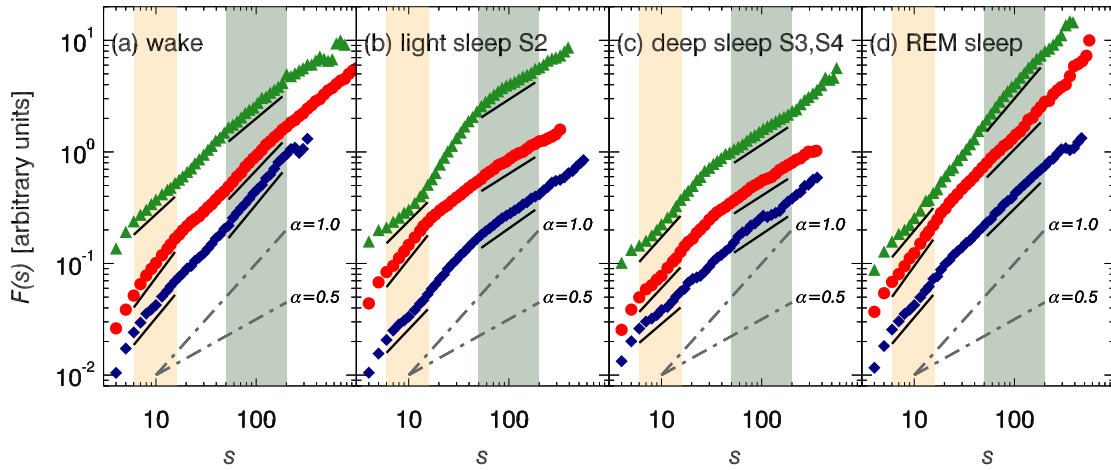 (a) wake
(b) light sleep S2
(c) deep sleep S3,S4
(d) REM sleep
F(s) [arbitrary units]
10¹
10⁰
10⁻¹
10⁻²
α=1.0
α=0.5
α=1.0
α=0.5
α=1.0
α=0.5
α=1.0
α=0.5
10 100
10 100
10 100
10 100
s
s
s
s